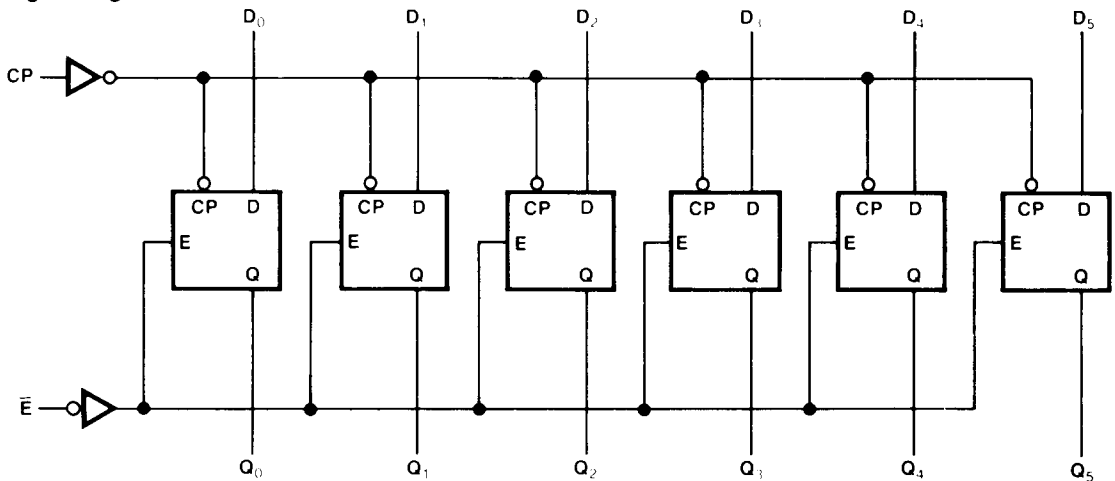 D₀ D₁ D₂ D₃ D₄ D₅
CP
CP D CP D CP D CP D CP D CP D
E E E E E E
Q Q Q Q Q Q
E̅
Q₀ Q₁ Q₂ Q₃ Q₄ Q₅